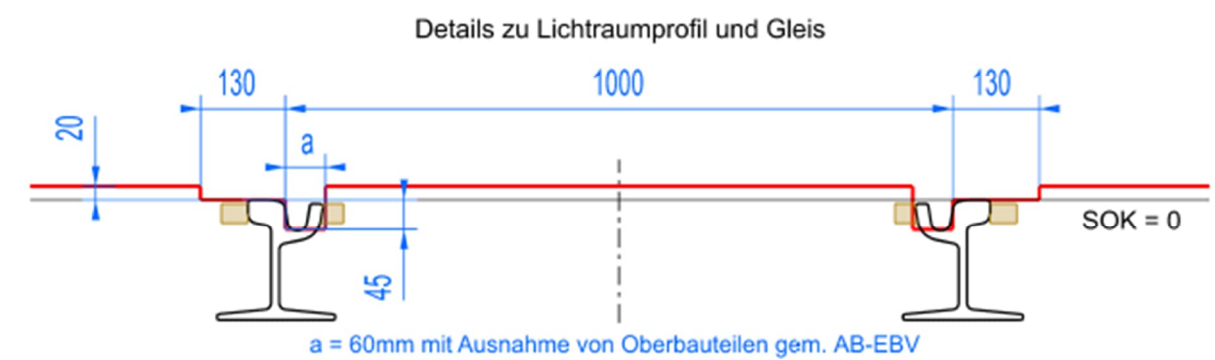 Details zu Lichtraumprofil und Gleis
130 1000 130
20
a
SOK = 0
45
a = 60mm mit Ausnahme von Oberbauteilen gem. AB-EBV